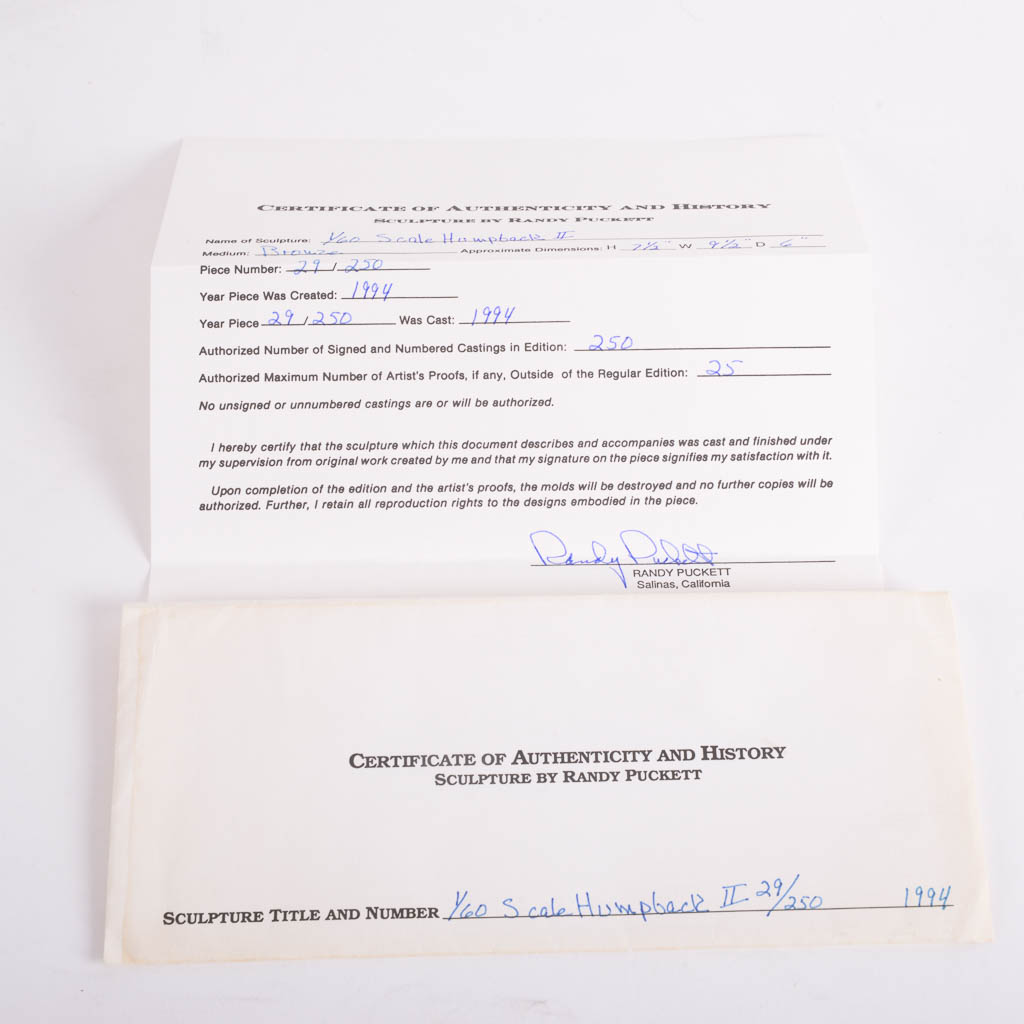 CERTIFICATE OF AUTHENTICITY AND HISTORY
SCULPTURE BY RANDY PUCKETT
Name of Sculpture: 1/60 Scale Humpback II
Medium: Bronze Approximate Dimensions: H 7½" W 9½" D 6"
Piece Number: 29 / 250
Year Piece Was Created: 1994
Year Piece 29 / 250 Was Cast: 1994
Authorized Number of Signed and Numbered Castings in Edition: 250
Authorized Maximum Number of Artist's Proofs, if any, Outside of the Regular Edition: 25
No unsigned or unnumbered castings are or will be authorized.
I hereby certify that the sculpture which this document describes and accompanies was cast and finished under
my supervision from original work created by me and that my signature on the piece signifies my satisfaction with it.
Upon completion of the edition and the artist's proofs, the molds will be destroyed and no further copies will be
authorized. Further, I retain all reproduction rights to the designs embodied in the piece.
Randy Puckett
RANDY PUCKETT
Salinas, California
CERTIFICATE OF AUTHENTICITY AND HISTORY
SCULPTURE BY RANDY PUCKETT
SCULPTURE TITLE AND NUMBER 1/60 Scale Humpback II 29/250 1994